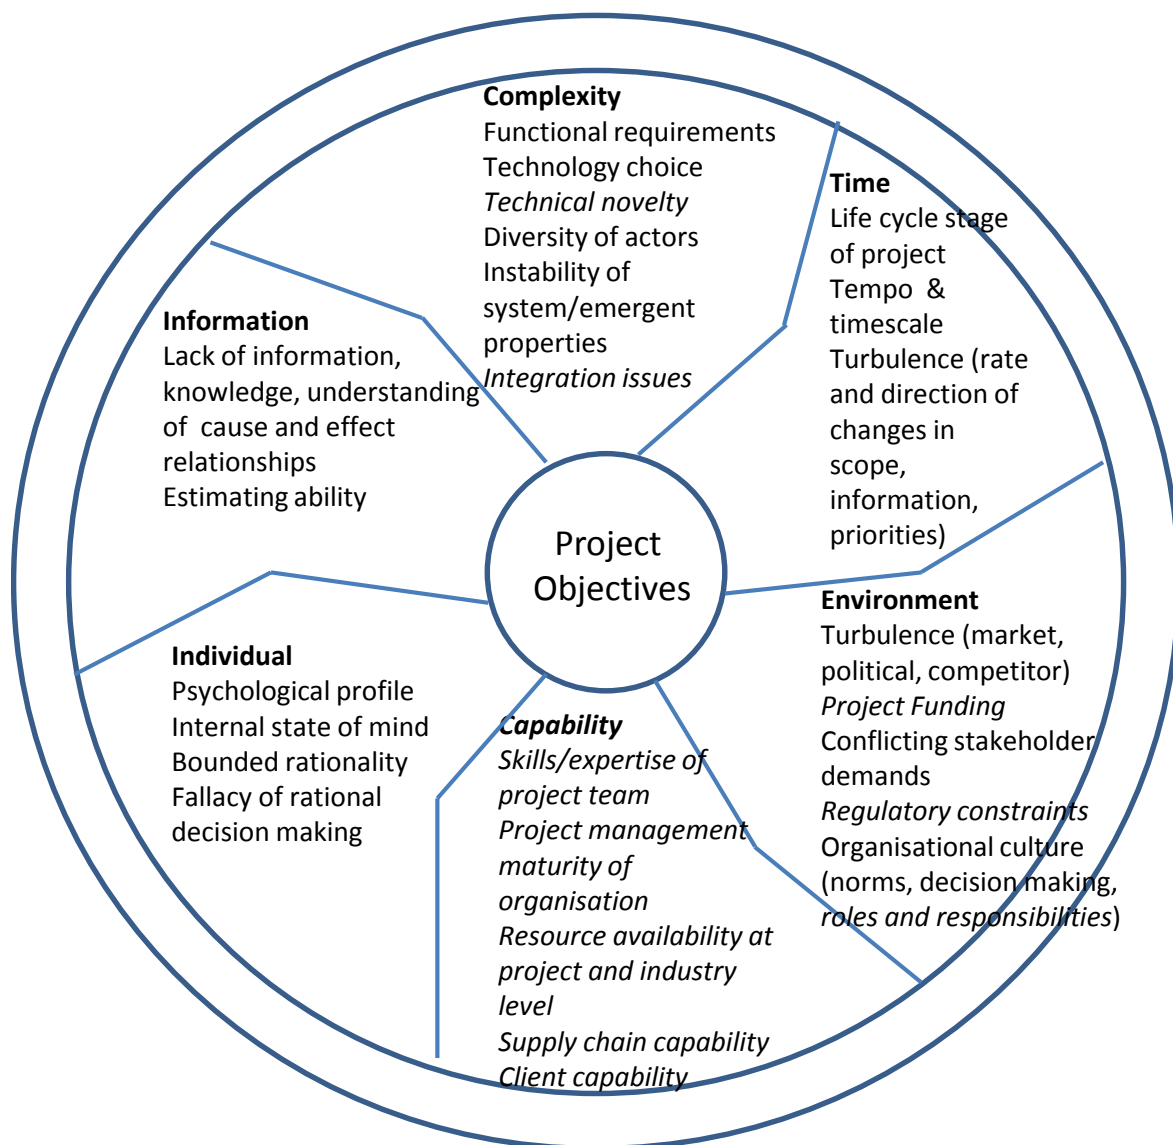 Complexity
Functional requirements
Technology choice
Technical novelty
Diversity of actors
Instability of
system/emergent
properties
Integration issues
Time
Life cycle stage
of project
Tempo &
timescale
Turbulence (rate
and direction of
changes in
scope,
information,
priorities)
Information
Lack of information,
knowledge, understanding
of cause and effect
relationships
Estimating ability
Project
Objectives
Environment
Turbulence (market,
political, competitor)
Project Funding
Conflicting stakeholder
demands
Regulatory constraints
Organisational culture
(norms, decision making,
roles and responsibilities)
Individual
Psychological profile
Internal state of mind
Bounded rationality
Fallacy of rational
decision making
Capability
Skills/expertise of
project team
Project management
maturity of
organisation
Resource availability at
project and industry
level
Supply chain capability
Client capability